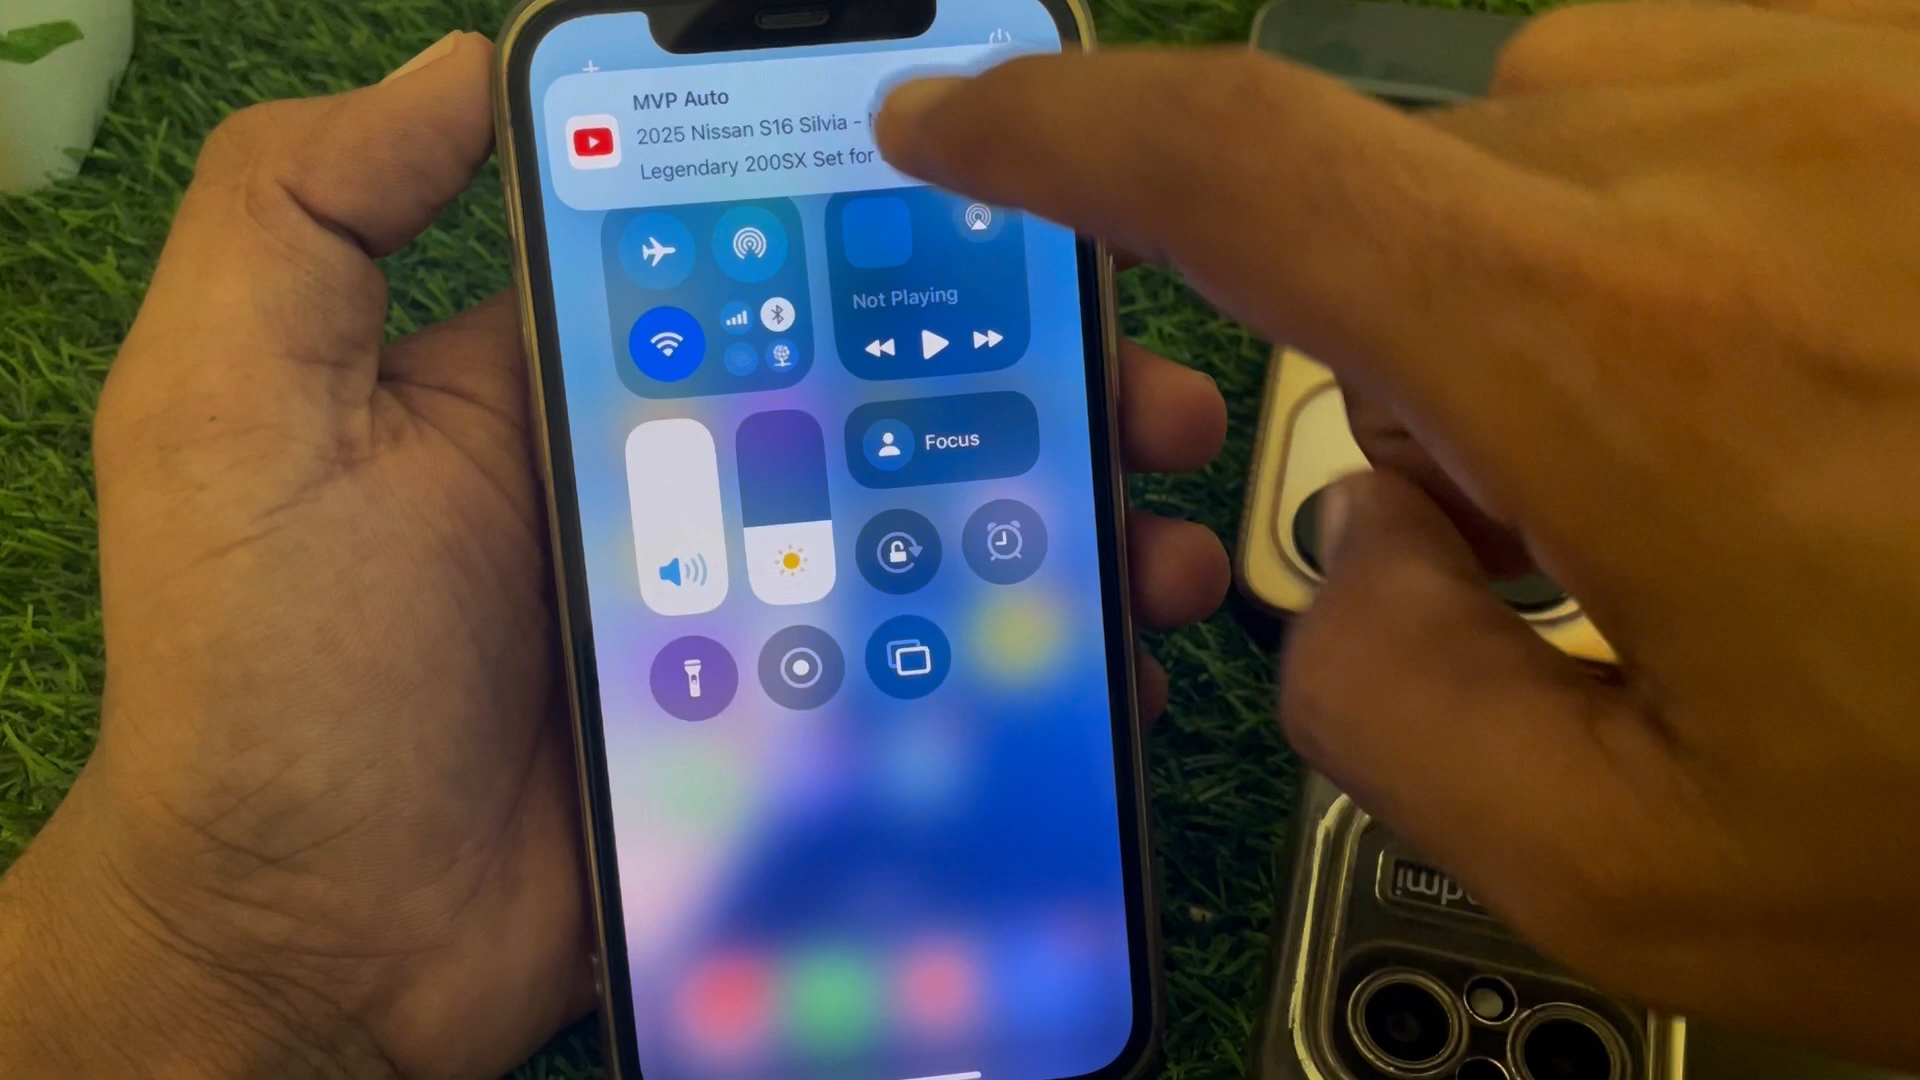 MVP Auto
2025 Nissan S16 Silvia -
Legendary 200SX Set for
Not Playing
Focus